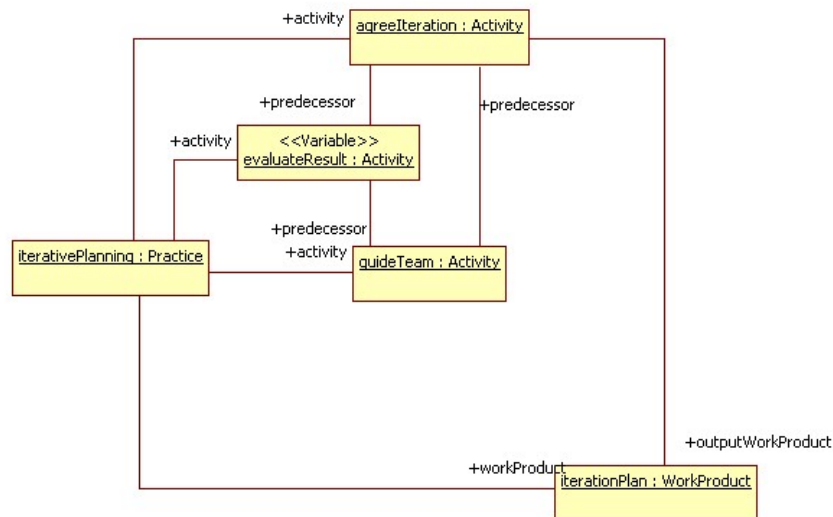 +activity
agreeIteration : Activity
+predecessor
+predecessor
+activity
<<Variable>>
evaluateResult : Activity
+predecessor
+activity
iterativePlanning : Practice
guideTeam : Activity
+outputWorkProduct
+workProduct
iterationPlan : WorkProduct